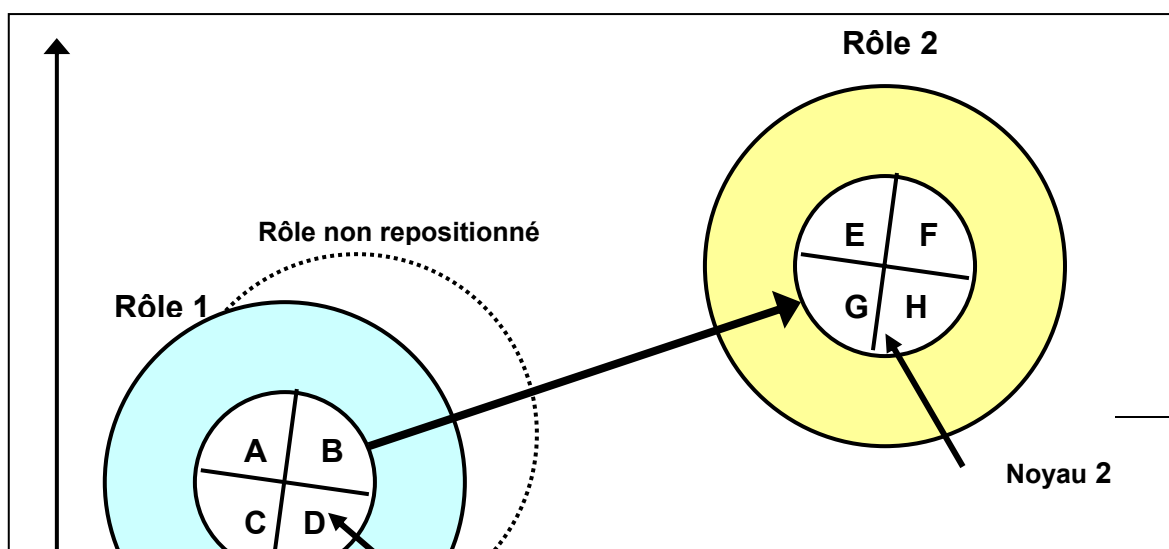 Rôle 2
Rôle non repositionné
E F
Rôle 1
G H
A B
Noyau 2
C D